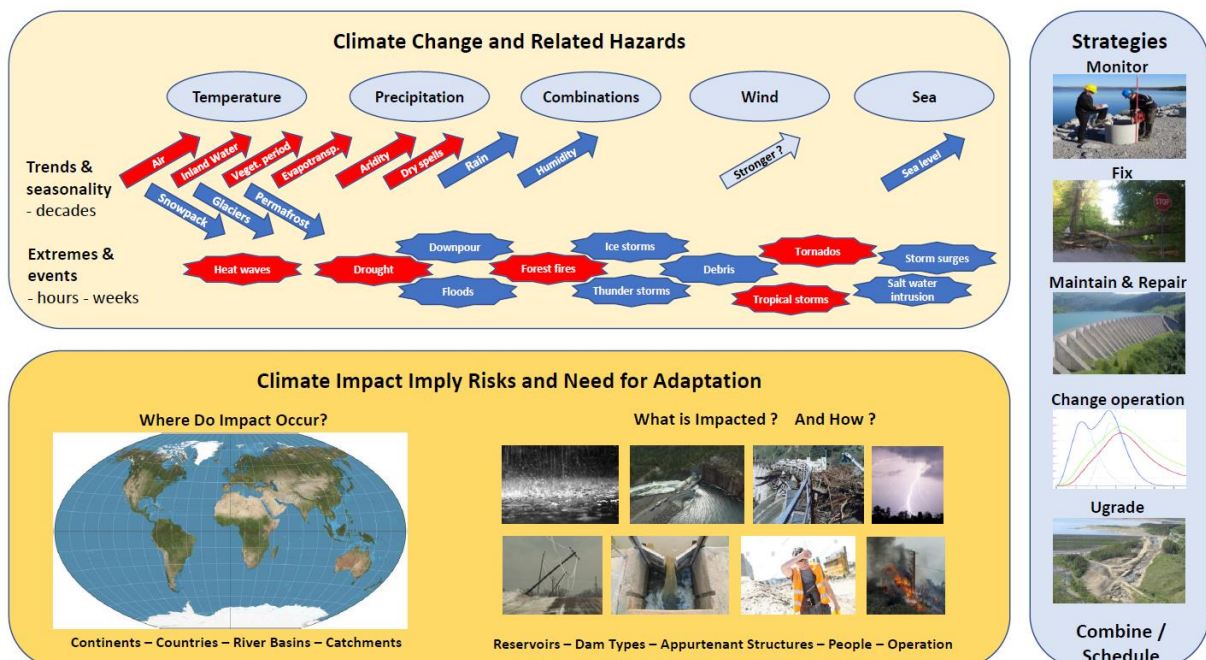 Climate Change and Related Hazards
Temperature
Precipitation
Combinations
Wind
Sea
Trends &
seasonality
- decades
Air
Inland Water
Veget. period
Evapotransp.
Aridity
Dry spells
Rain
Humidity
Stronger ?
Sea level
Snowpack
Glaciers
Permafrost
Extremes &
events
- hours - weeks
Heat waves
Drought
Downpour
Floods
Forest fires
Ice storms
Thunder storms
Debris
Tornados
Tropical storms
Storm surges
Salt water
intrusion
Climate Impact Imply Risks and Need for Adaptation
Where Do Impact Occur?
Continents – Countries – River Basins – Catchments
What is Impacted ? And How ?
Reservoirs – Dam Types – Appurtenant Structures – People – Operation
Strategies
Monitor
Fix
STOP
Maintain & Repair
Change operation
Ugrade
Combine /
Schedule